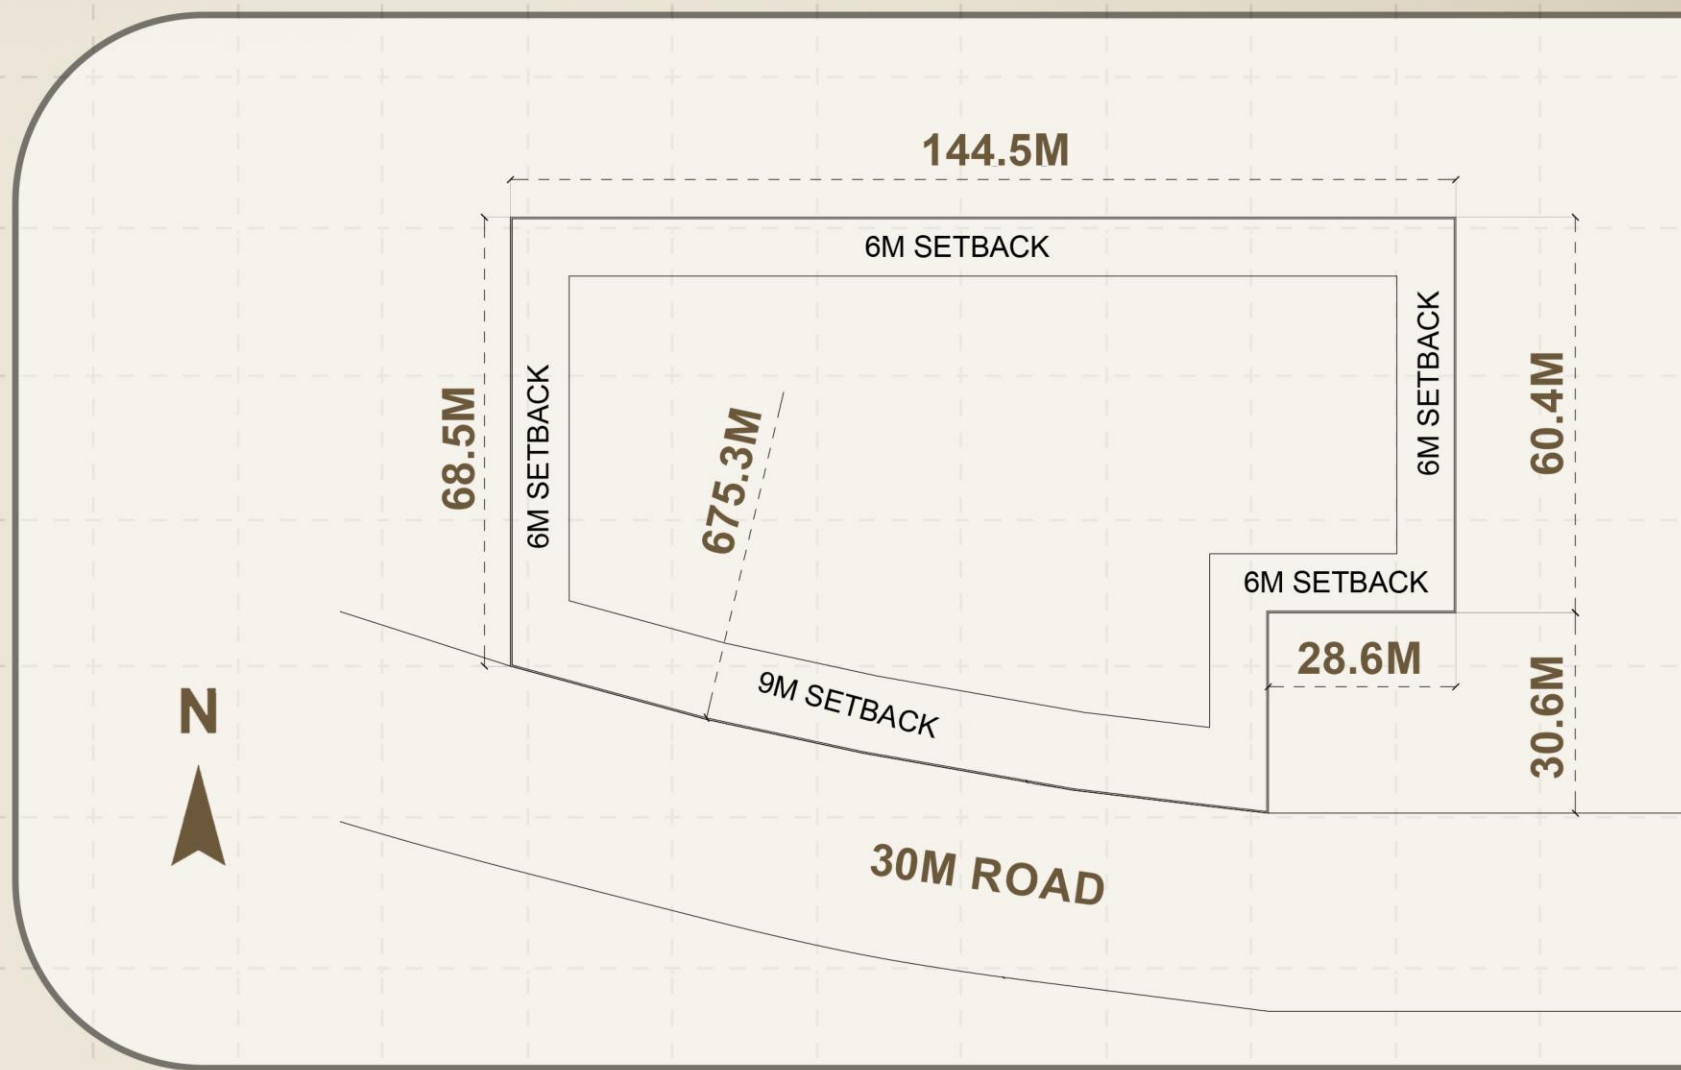 144.5M
6M SETBACK
6M SETBACK
60.4M
6M SETBACK
68.5M
675.3M
6M SETBACK
28.6M
30.6M
9M SETBACK
N
30M ROAD